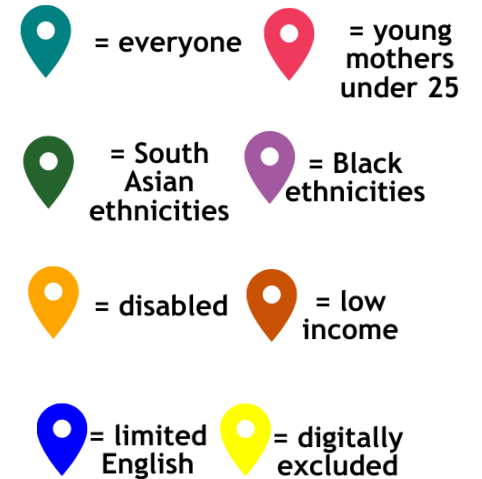 = everyone
= young
mothers
under 25
= South
Asian
ethnicities
= Black
ethnicities
= disabled
= low
income
= limited
English
= digitally
excluded